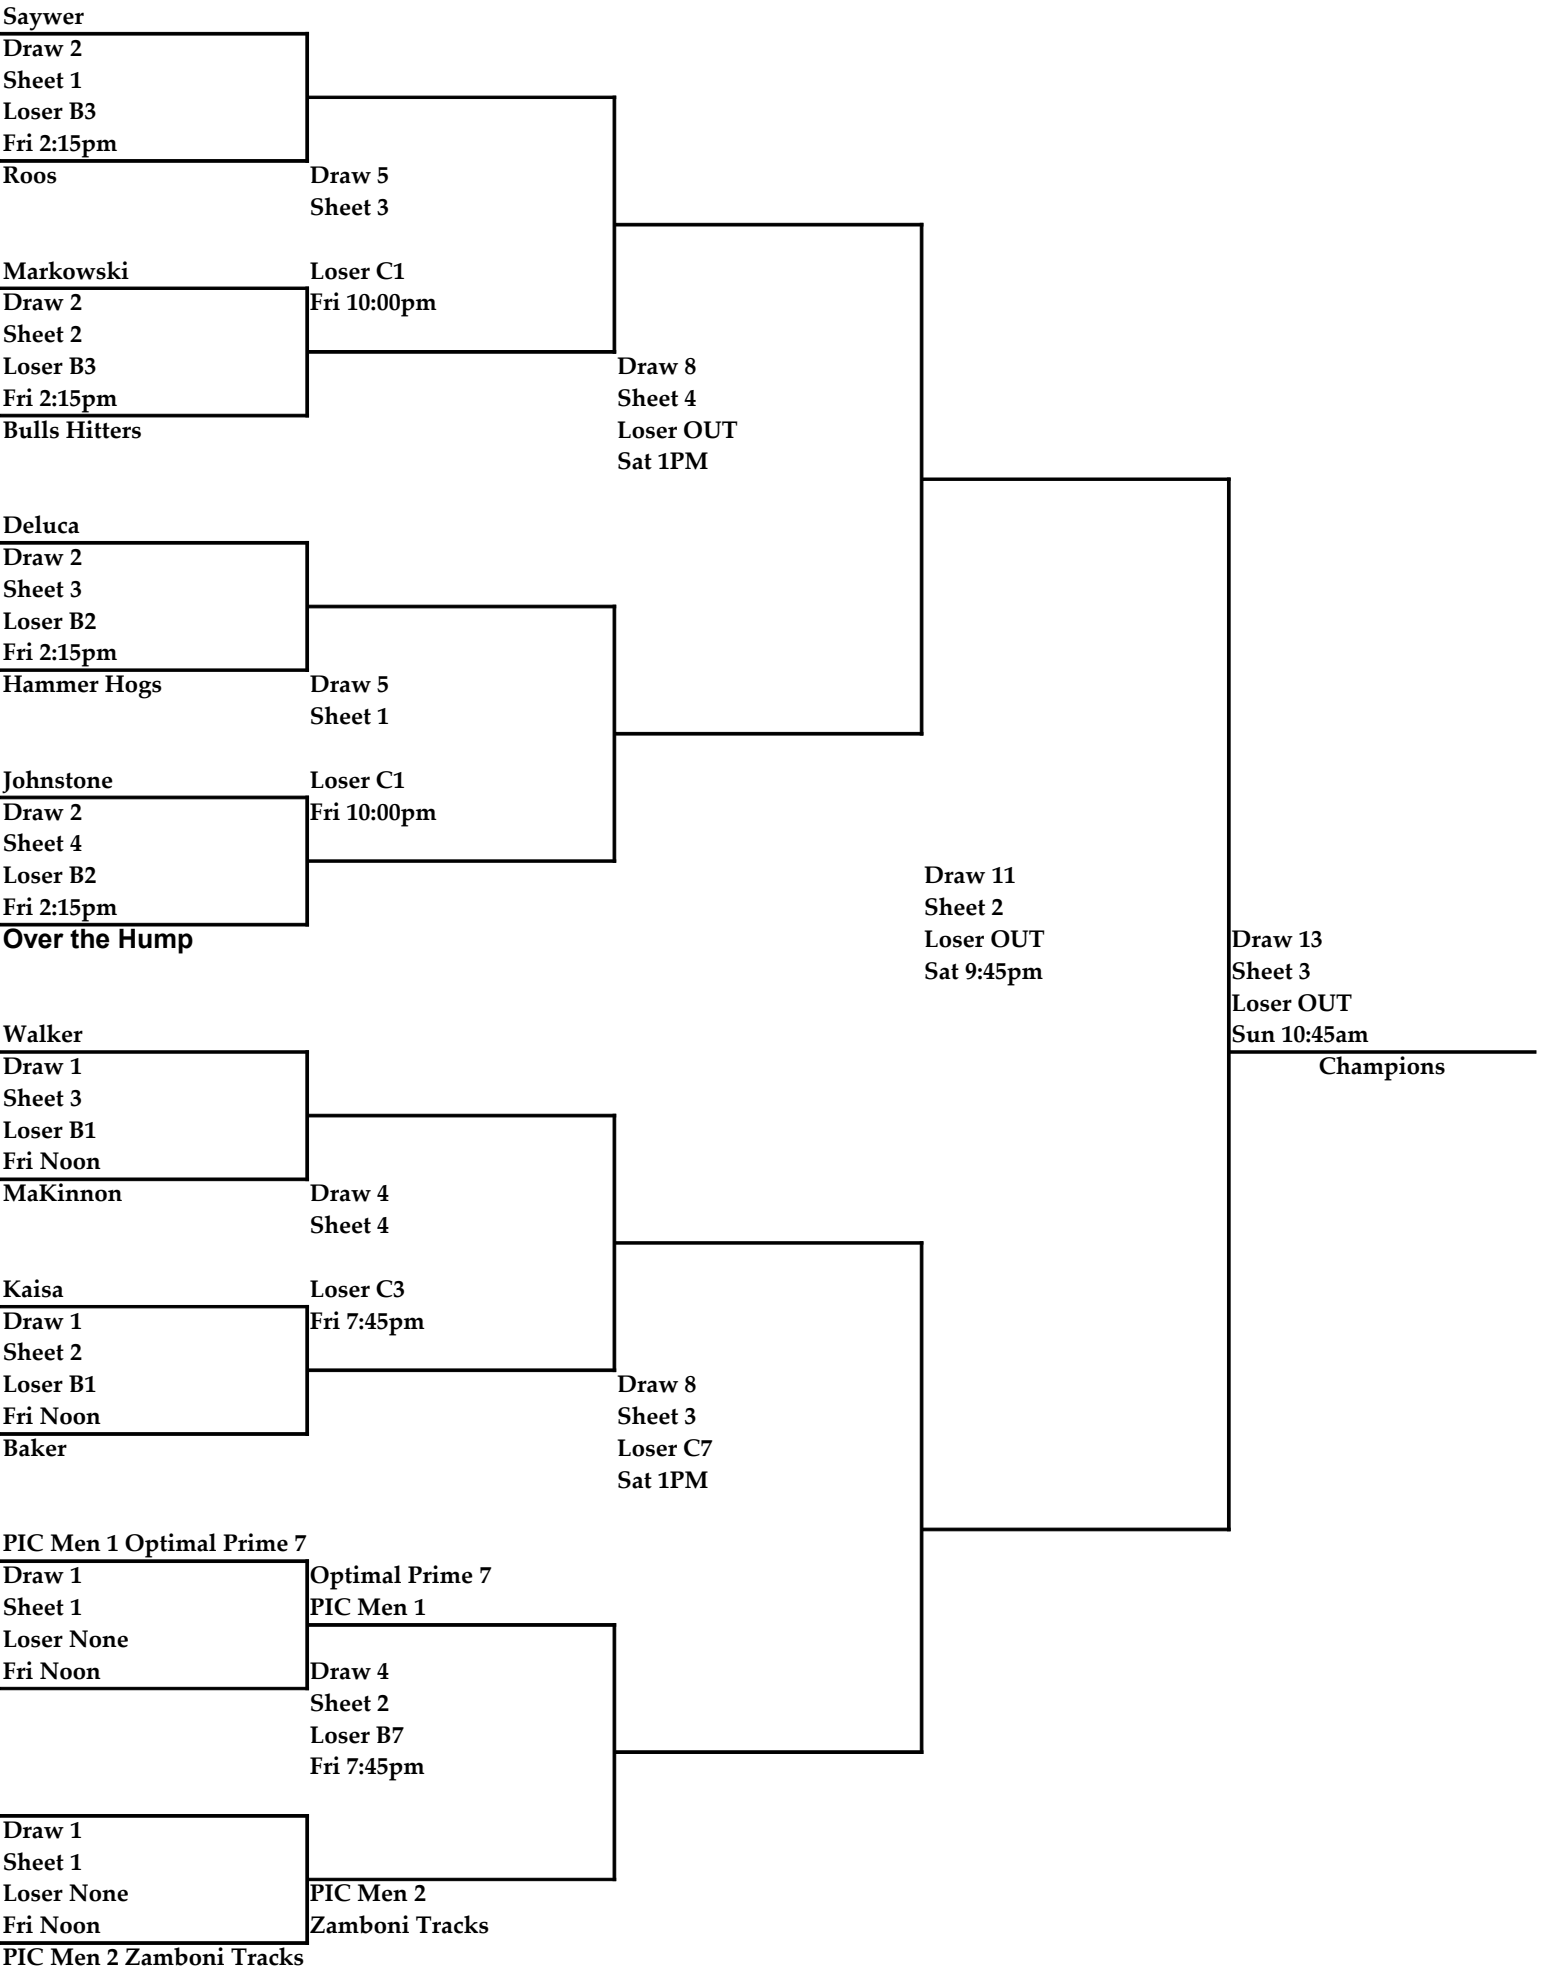 Saywer
Draw 2
Sheet 1
Loser B3
Fri 2:15pm
Roos
Draw 5
Sheet 3
Markowski
Loser C1
Draw 2
Fri 10:00pm
Sheet 2
Loser B3
Draw 8
Fri 2:15pm
Sheet 4
Bulls Hitters
Loser OUT
Sat 1PM
Deluca
Draw 2
Sheet 3
Loser B2
Fri 2:15pm
Hammer Hogs
Draw 5
Sheet 1
Johnstone
Loser C1
Draw 2
Fri 10:00pm
Sheet 4
Loser B2
Draw 11
Fri 2:15pm
Sheet 2
Over the Hump
Loser OUT
Draw 13
Sat 9:45pm
Sheet 3
Loser OUT
Walker
Sun 10:45am
Draw 1
Champions
Sheet 3
Loser B1
Fri Noon
MaKinnon
Draw 4
Sheet 4
Kaisa
Loser C3
Draw 1
Fri 7:45pm
Sheet 2
Loser B1
Draw 8
Fri Noon
Sheet 3
Baker
Loser C7
Sat 1PM
PIC Men 1 Optimal Prime 7
Draw 1
Optimal Prime 7
Sheet 1
PIC Men 1
Loser None
Fri Noon
Draw 4
Sheet 2
Loser B7
Fri 7:45pm
Draw 1
Sheet 1
Loser None
PIC Men 2
Fri Noon
Zamboni Tracks
PIC Men 2 Zamboni Tracks